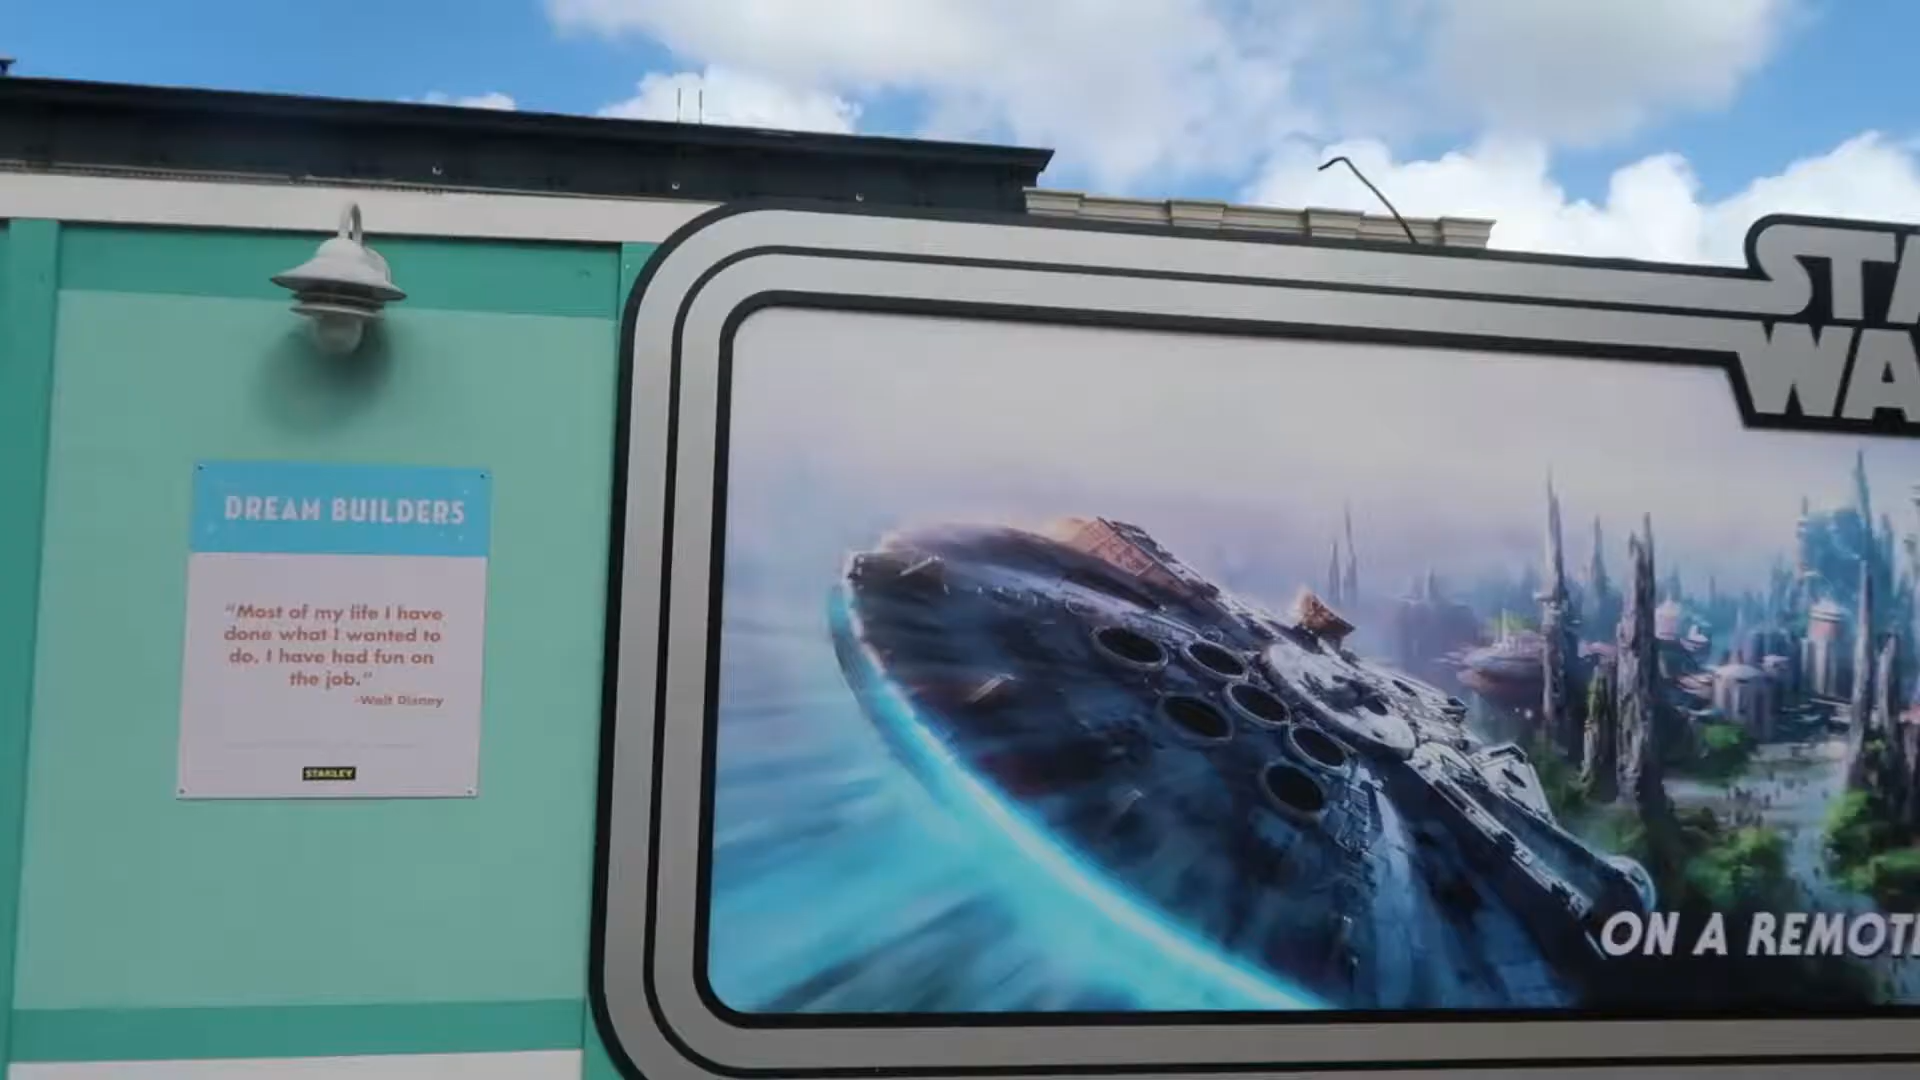 DREAM BUILDERS
“Most of my life I have
done what I wanted to
do. I have had fun on
the job.”
-Walt Disney
STANLEY
STA
WA
ON A REMOT